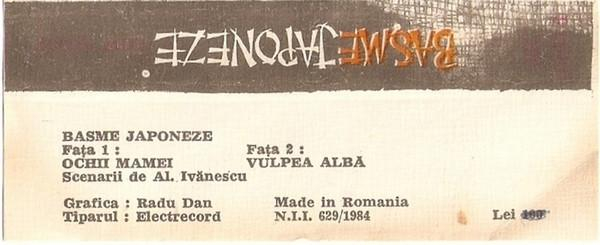 BASME JAPONEZE
BASME JAPONEZE
Fața 1 : Fața 2 :
OCHII MAMEI VULPEA ALBĂ
Scenarii de Al. Ivănescu
Grafica : Radu Dan Made in Romania
Tiparul : Electrecord N.I.I. 629/1984 Lei